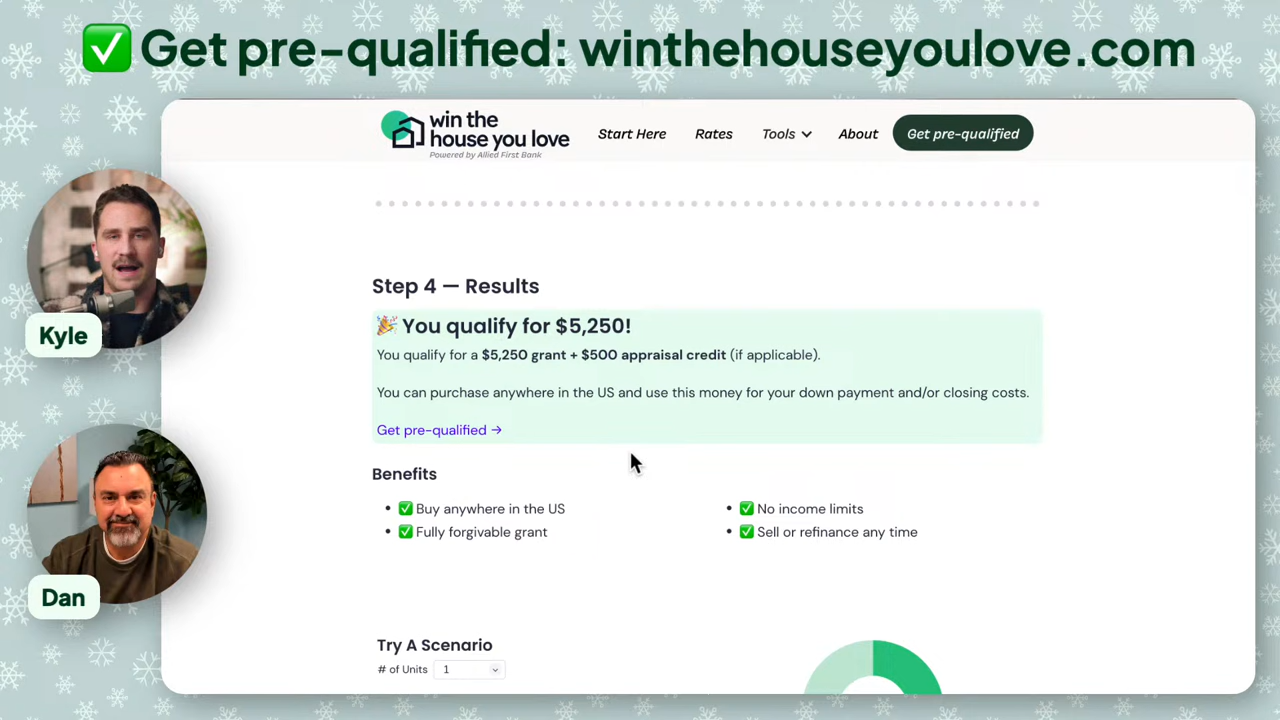 ✅ Get pre-qualified: winthehouseyoulove.com
win the
house you love
Powered by Allied First Bank
Start Here
Rates
Tools
About
Get pre-qualified
Kyle
Dan
Step 4 — Results
🎉 You qualify for $5,250!
You qualify for a $5,250 grant + $500 appraisal credit (if applicable).
You can purchase anywhere in the US and use this money for your down payment and/or closing costs.
Get pre-qualified →
Benefits
• ✅ Buy anywhere in the US
• ✅ Fully forgivable grant
• ✅ No income limits
• ✅ Sell or refinance any time
Try A Scenario
# of Units 1